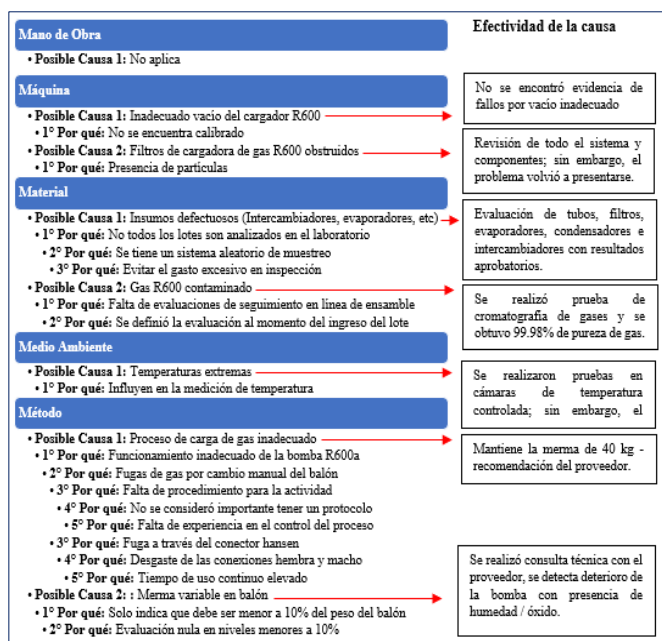 Mano de Obra
• Posible Causa 1: No aplica
Máquina
• Posible Causa 1: Inadecuado vacío del cargador R600
• 1° Por qué: No se encuentra calibrado
• Posible Causa 2: Filtros de cargadora de gas R600 obstruidos
• 1° Por qué: Presencia de partículas
Material
• Posible Causa 1: Insumos defectuosos (Intercambiadores, evaporadores, etc)
• 1° Por qué: No todos los lotes son analizados en el laboratorio
• 2° Por qué: Se tiene un sistema aleatorio de muestreo
• 3° Por qué: Evitar el gasto excesivo en inspección
• Posible Causa 2: Gas R600 contaminado
• 1° Por qué: Falta de evaluaciones de seguimiento en línea de ensamble
• 2° Por qué: Se definió la evaluación al momento del ingreso del lote
Medio Ambiente
• Posible Causa 1: Temperaturas extremas
• 1° Por qué: Influyen en la medición de temperatura
Método
• Posible Causa 1: Proceso de carga de gas inadecuado
• 1° Por qué: Funcionamiento inadecuado de la bomba R600a
• 2° Por qué: Fugas de gas por cambio manual del balón
• 3° Por qué: Falta de procedimiento para la actividad
• 4° Por qué: No se consideró importante tener un protocolo
• 5° Por qué: Falta de experiencia en el control del proceso
• 3° Por qué: Fuga a través del conector hansen
• 4° Por qué: Desgaste de las conexiones hembra y macho
• 5° Por qué: Tiempo de uso continuo elevado
• Posible Causa 2: : Merma variable en balón
• 1° Por qué: Solo indica que debe ser menor a 10% del peso del balón
• 2° Por qué: Evaluación nula en niveles menores a 10%
Efectividad de la causa
No se encontró evidencia de
fallos por vacío inadecuado
Revisión de todo el sistema y
componentes; sin embargo, el
problema volvió a presentarse.
Evaluación de tubos, filtros,
evaporadores, condensadores e
intercambiadores con resultados
aprobatorios.
Se realizó prueba de
cromatografía de gases y se
obtuvo 99.98% de pureza de gas.
Se realizaron pruebas en
cámaras de temperatura
controlada; sin embargo, el
Mantiene la merma de 40 kg -
recomendación del proveedor.
Se realizó consulta técnica con el
proveedor, se detecta deterioro de
la bomba con presencia de
humedad / óxido.